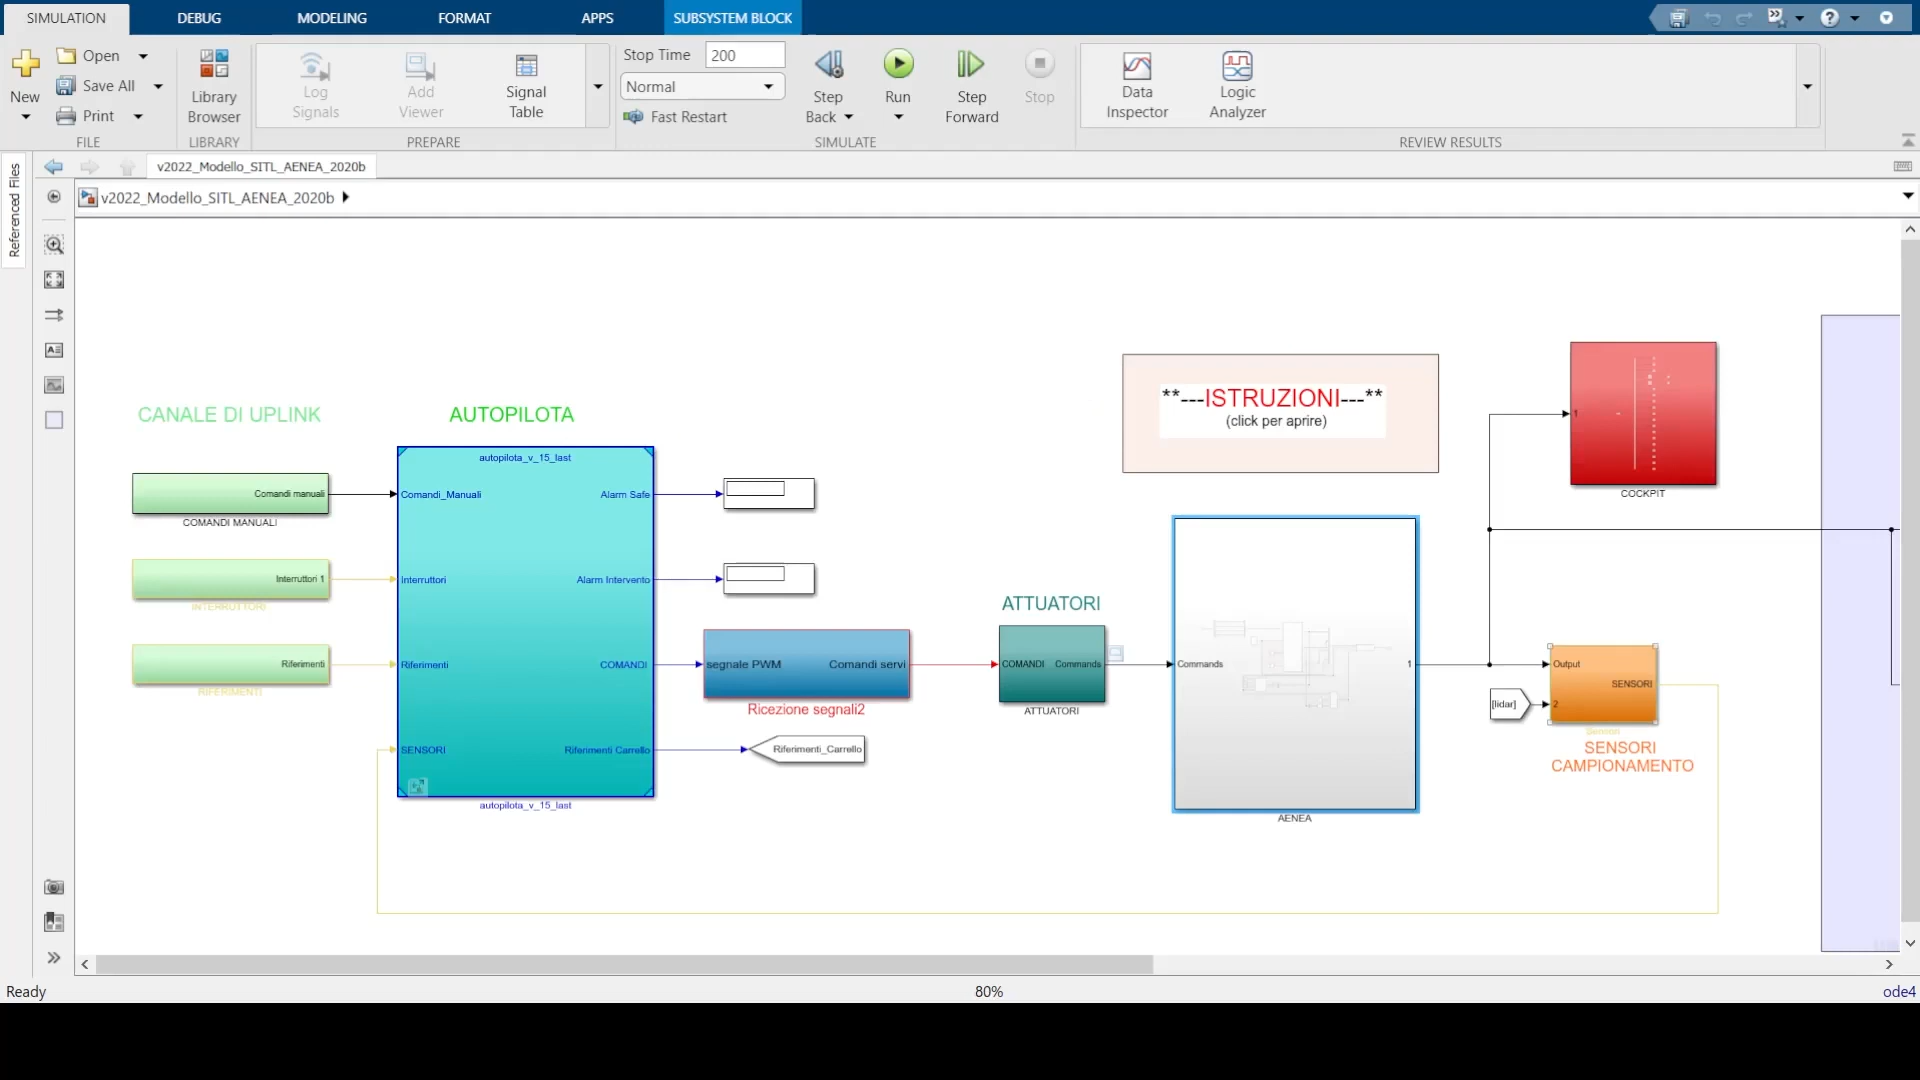 SIMULATION
DEBUG
MODELING
FORMAT
APPS
SUBSYSTEM BLOCK
New
Open
Save All
Print
FILE
Library
Browser
LIBRARY
Log
Signals
Add
Viewer
Signal
Table
PREPARE
Stop Time 200
Normal
Fast Restart
Step
Back
Run
Step
Forward
Stop
SIMULATE
Data
Inspector
Logic
Analyzer
REVIEW RESULTS
Referenced Files
v2022_Modello_SITL_AENEA_2020b
v2022_Modello_SITL_AENEA_2020b
CANALE DI UPLINK
AUTOPILOTA
**---ISTRUZIONI---**
(click per aprire)
1
COCKPIT
Comandi manuali
COMANDI MANUALI
Interruttori 1
INTERRUTTORI
Riferimenti
RIFERIMENTI
autopilota_v_15_last
Comandi_Manuali
Alarm Safe
Interruttori
Alarm Intervento
Riferimenti
COMANDI
SENSORI
Riferimenti Carrello
autopilota_v_15_last
segnale PWM
Comandi servi
Ricezione segnali2
Riferimenti_Carrello
ATTUATORI
COMANDI
Commands
ATTUATORI
Commands
1
AENEA
[lidar]
Output
SENSORI
2
Sensori
SENSORI
CAMPIONAMENTO
Ready
80%
ode4